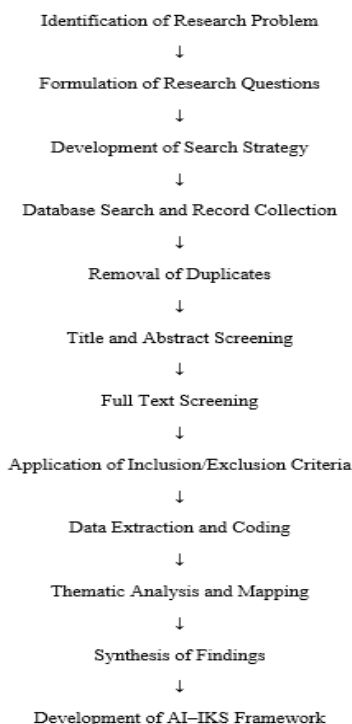 Identification of Research Problem
↓
Formulation of Research Questions
↓
Development of Search Strategy
↓
Database Search and Record Collection
↓
Removal of Duplicates
↓
Title and Abstract Screening
↓
Full Text Screening
↓
Application of Inclusion/Exclusion Criteria
↓
Data Extraction and Coding
↓
Thematic Analysis and Mapping
↓
Synthesis of Findings
↓
Development of AI–IKS Framework